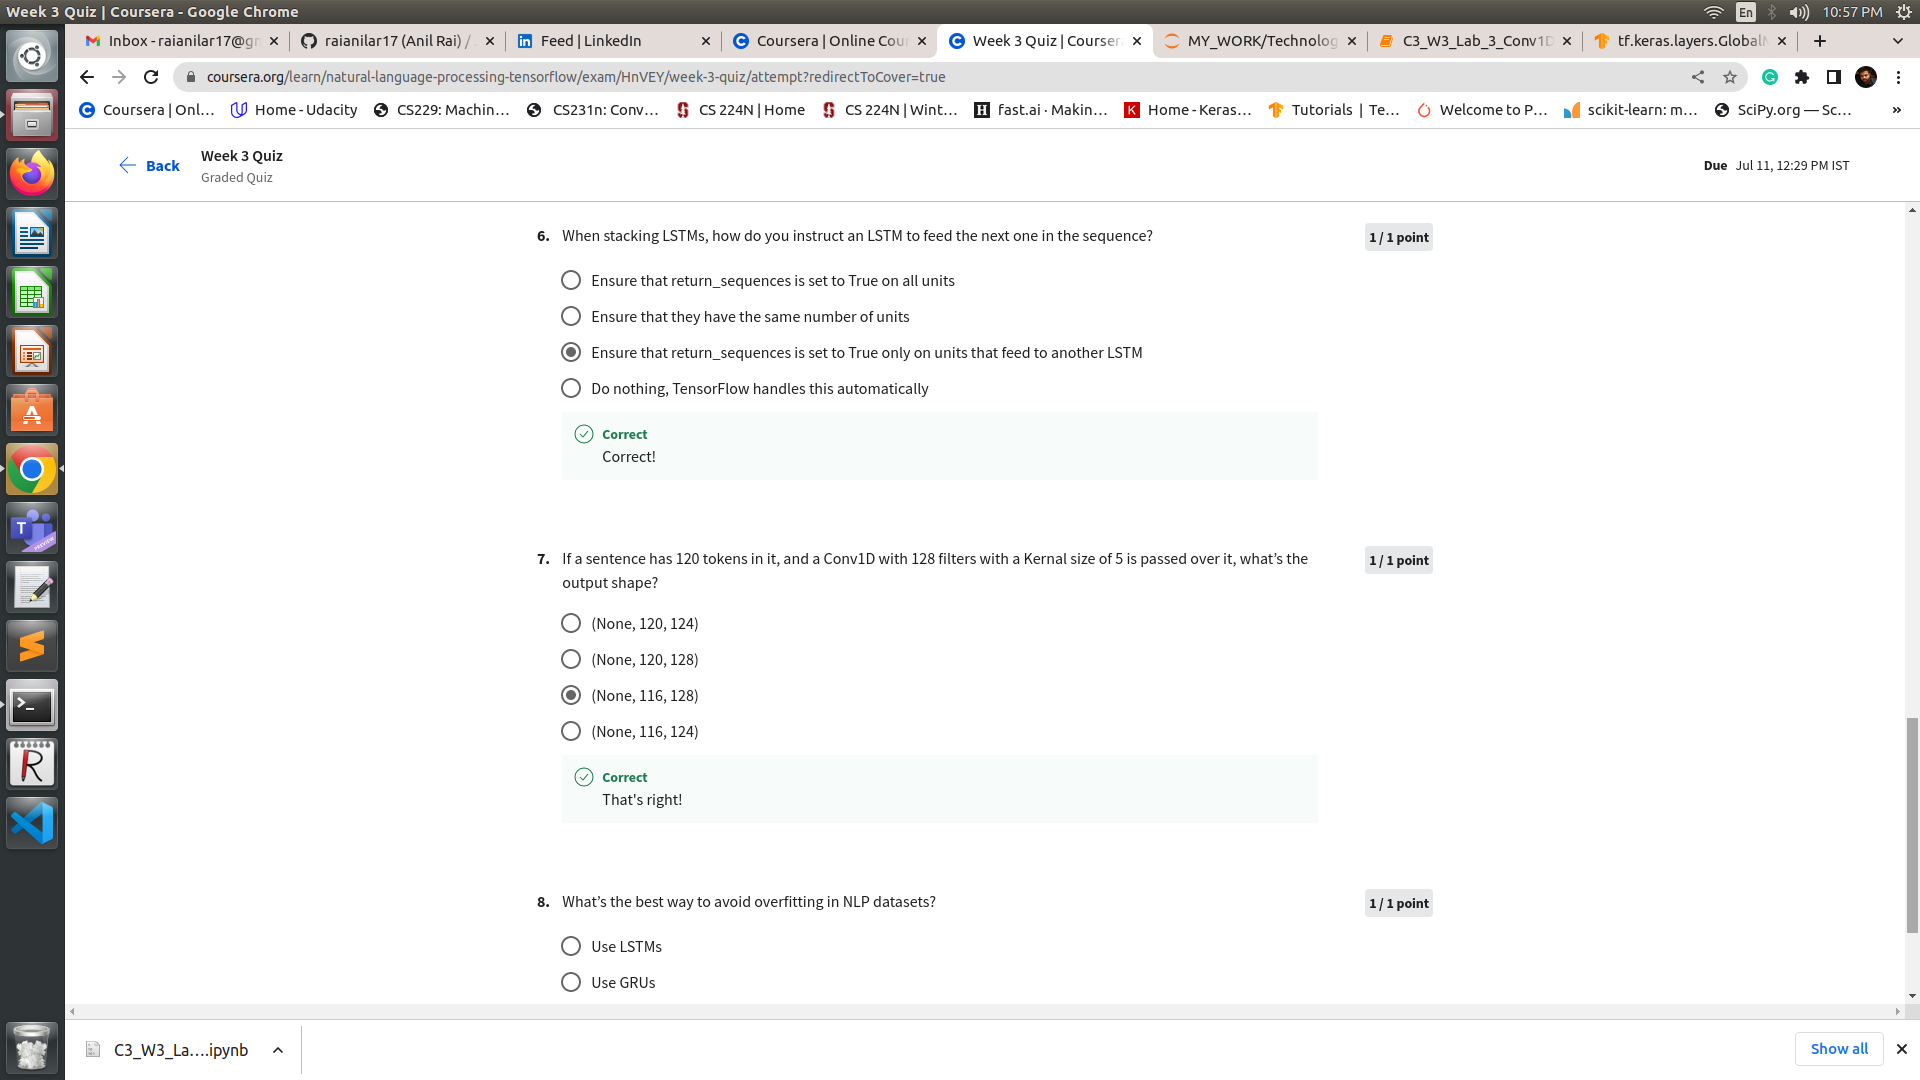 Week 3 Quiz | Coursera - Google Chrome
En
10:57 PM
Inbox - raianilar17@gm
raianilar17 (Anil Rai) /
Feed | LinkedIn
Coursera | Online Cour
Week 3 Quiz | Courser
MY_WORK/Technolog
C3_W3_Lab_3_Conv1D
tf.keras.layers.Global
coursera.org/learn/natural-language-processing-tensorflow/exam/HnVEY/week-3-quiz/attempt?redirectToCover=true
Coursera | Onl...
Home - Udacity
CS229: Machin...
CS231n: Conv...
CS 224N | Home
CS 224N | Wint...
fast.ai · Makin...
Home - Keras...
Tutorials | Te...
Welcome to P...
scikit-learn: m...
SciPy.org — Sc...
»
Back
Week 3 Quiz
Graded Quiz
Due Jul 11, 12:29 PM IST
6. When stacking LSTMs, how do you instruct an LSTM to feed the next one in the sequence?
1 / 1 point
Ensure that return_sequences is set to True on all units
Ensure that they have the same number of units
Ensure that return_sequences is set to True only on units that feed to another LSTM
Do nothing, TensorFlow handles this automatically
Correct
Correct!
7. If a sentence has 120 tokens in it, and a Conv1D with 128 filters with a Kernal size of 5 is passed over it, what's the
output shape?
1 / 1 point
(None, 120, 124)
(None, 120, 128)
(None, 116, 128)
(None, 116, 124)
Correct
That's right!
8. What's the best way to avoid overfitting in NLP datasets?
1 / 1 point
Use LSTMs
Use GRUs
C3_W3_La....ipynb
Show all